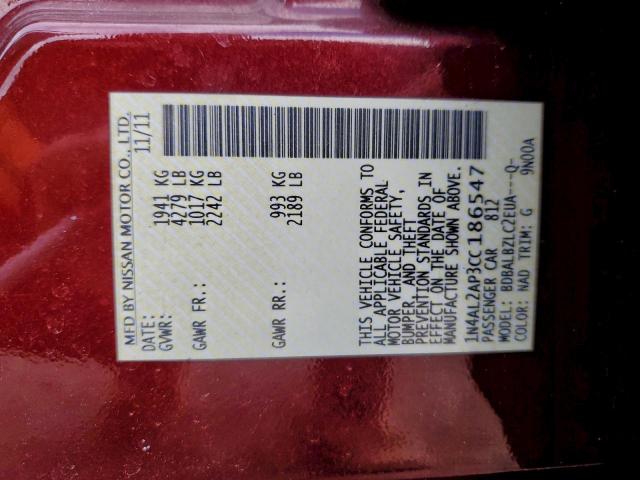 MFD BY NISSAN MOTOR CO., LTD.
DATE: 11/11
GVWR: 1941 KG
4279 LB
GAWR FR.: 1017 KG
2242 LB
GAWR RR.: 993 KG
2189 LB
THIS VEHICLE CONFORMS TO
ALL APPLICABLE FEDERAL
MOTOR VEHICLE SAFETY,
BUMPER, AND THEFT
PREVENTION STANDARDS IN
EFFECT ON THE DATE OF
MANUFACTURE SHOWN ABOVE.
1N4AL2AP3CC186547
PASSENGER CAR 812
MODEL: BDBALBZLCZEUA---Q-
COLOR: NAD TRIM: G 9N00A